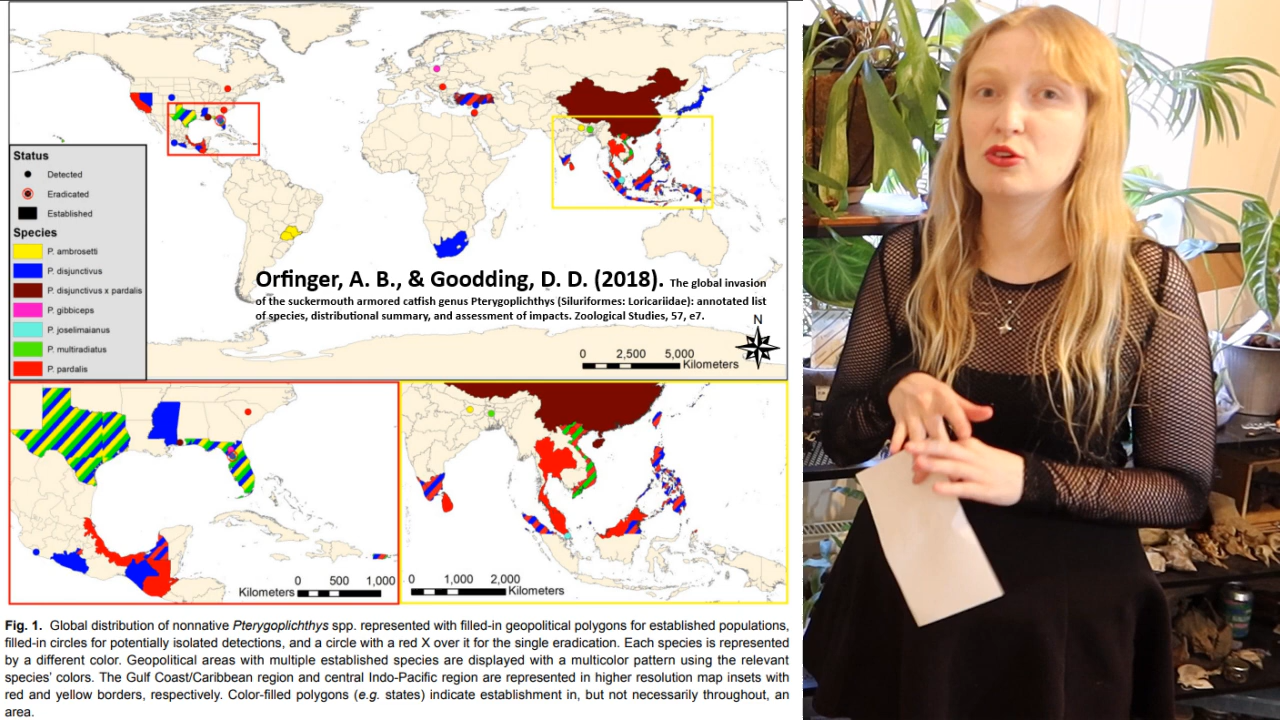 Status
Detected
Eradicated
Established
Species
P. ambrosetti
P. disjunctivus
P. disjunctivus x pardalis
P. gibbiceps
P. joselimaianus
P. multiradiatus
P. pardalis
Orfinger, A. B., & Goodding, D. D. (2018). The global invasion
of the suckermouth armored catfish genus Pterygoplichthys (Siluriformes: Loricariidae): annotated list
of species, distributional summary, and assessment of impacts. Zoological Studies, 57, e7.
N
0 2,500 5,000
Kilometers
0 500 1,000
Kilometers
0 1,000 2,000
Kilometers
Fig. 1. Global distribution of nonnative Pterygoplichthys spp. represented with filled-in geopolitical polygons for established populations,
filled-in circles for potentially isolated detections, and a circle with a red X over it for the single eradication. Each species is represented
by a different color. Geopolitical areas with multiple established species are displayed with a multicolor pattern using the relevant
species' colors. The Gulf Coast/Caribbean region and central Indo-Pacific region are represented in higher resolution map insets with
red and yellow borders, respectively. Color-filled polygons (e.g. states) indicate establishment in, but not necessarily throughout, an
area.